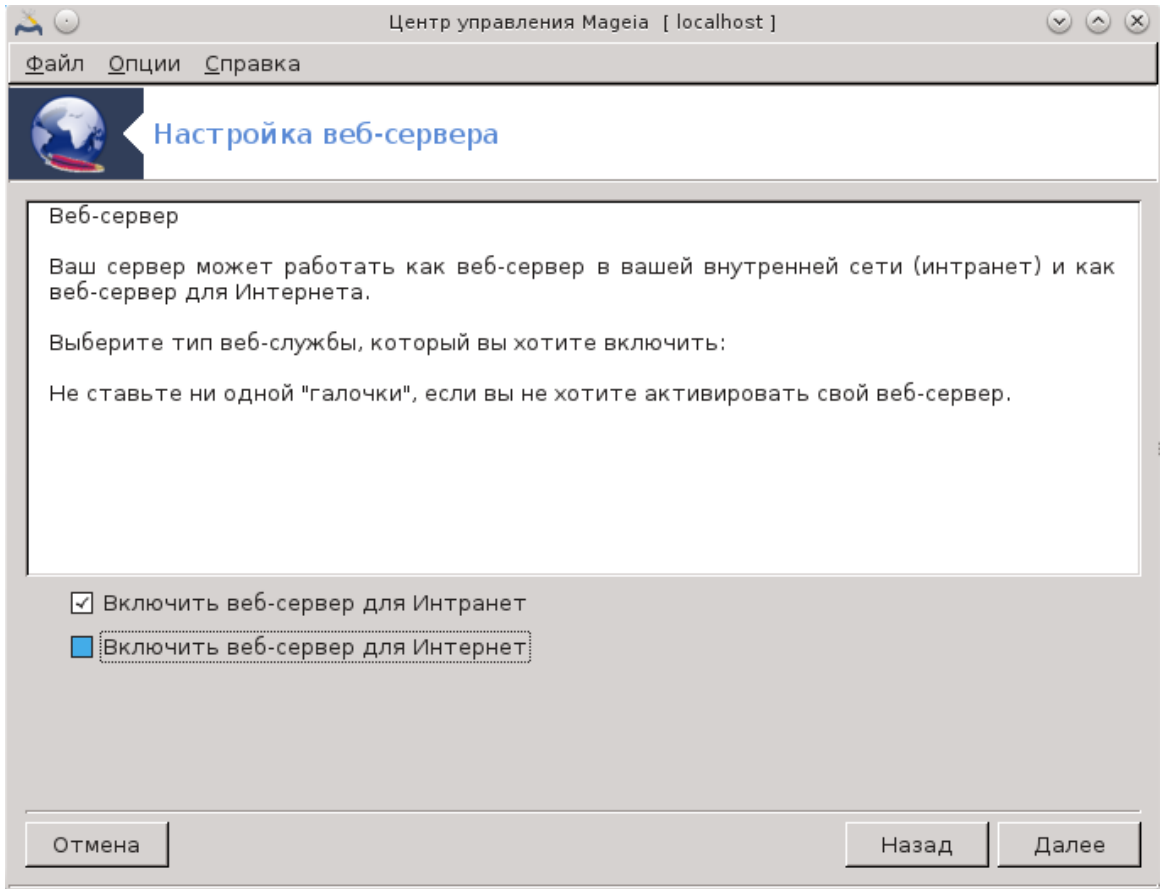 Центр управления Mageia [ localhost ]
Файл Опции Справка
Настройка веб-сервера
Веб-сервер
Ваш сервер может работать как веб-сервер в вашей внутренней сети (интранет) и как
веб-сервер для Интернета.
Выберите тип веб-службы, который вы хотите включить:
Не ставьте ни одной "галочки", если вы не хотите активировать свой веб-сервер.
Включить веб-сервер для Интранет
Включить веб-сервер для Интернет
Отмена Назад Далее